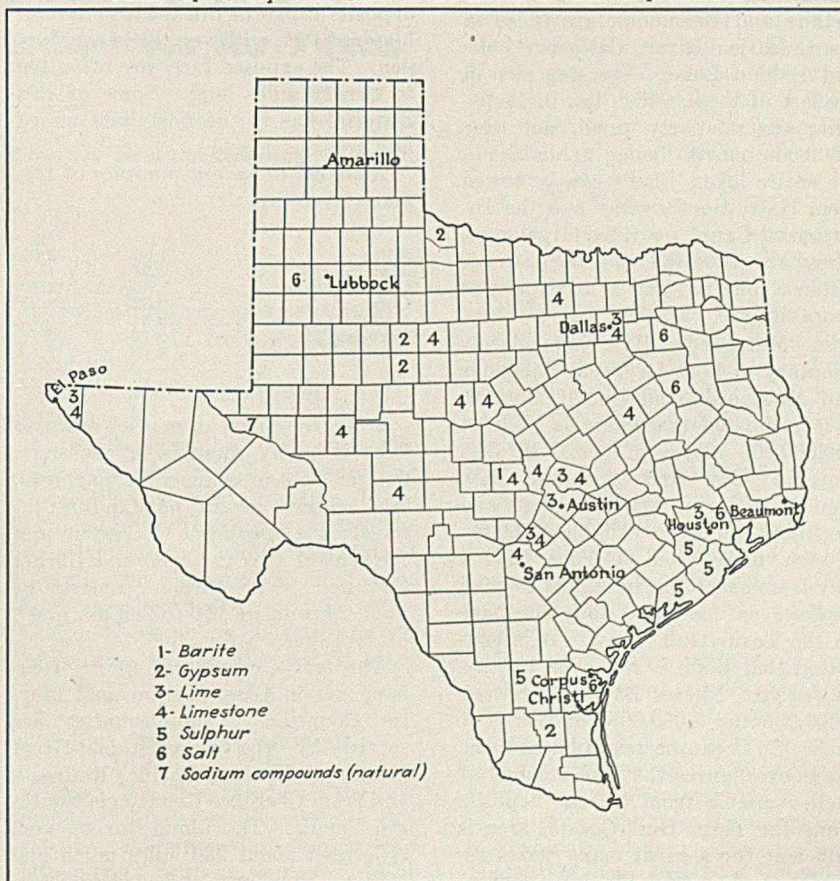 Amarillo
2
6 Lubbock
4
Dallas 3
4
6
2 4
2
6
El Paso
3
4
4 4
4
7
4
1 4
4
3 4
4
3 Austin
3 6
Houston
Beaumont
3 4
4
San Antonio
5
5
5
5 Corpus Christi
6
2
1- Barite
2- Gypsum
3- Lime
4- Limestone
5 Sulphur
6 Salt
7 Sodium compounds (natural)